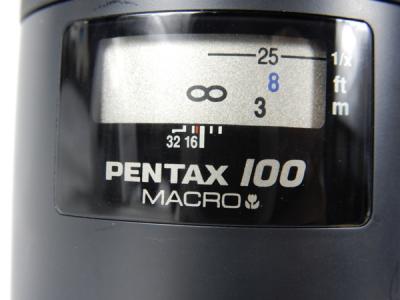 25 1/x
8 ft
∞
3 m
32 16
PENTAX 100
MACRO